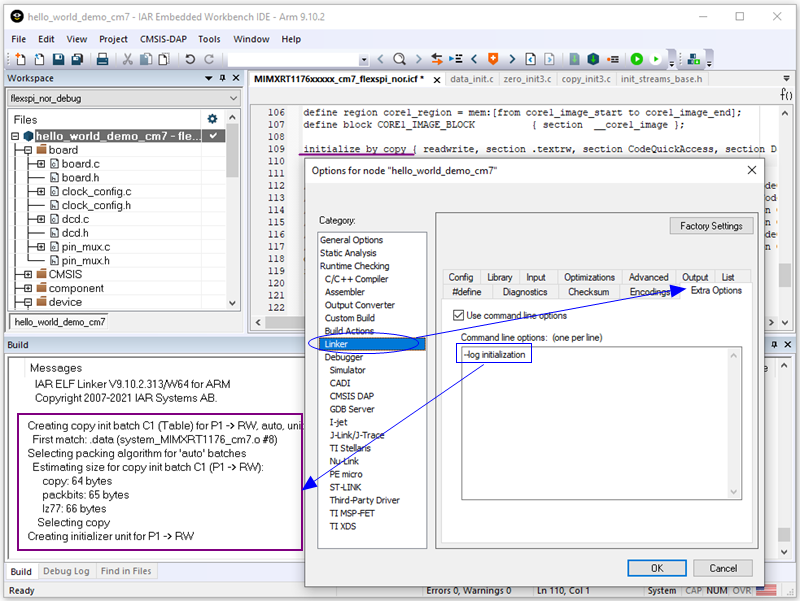 hello_world_demo_cm7 - IAR Embedded Workbench IDE - Arm 9.10.2
File Edit View Project CMSIS-DAP Tools Window Help
Workspace
flexspi_nor_debug
Files
hello_world_demo_cm7 - fle...
board
board.c
board.h
clock_config.c
clock_config.h
dcd.c
dcd.h
pin_mux.c
pin_mux.h
CMSIS
component
device
hello_world_demo_cm7
MIMXRT1176xxxxx_cm7_flexspi_nor.icf * data_init.c zero_init3.c copy_init3.c init_streams_base.h
f()
106 define region core1_region = mem:[from core1_image_start to core1_image_end];
107 define block CORE1_IMAGE_BLOCK { section __core1_image };
108
109 initialize by copy { readwrite, section .textrw, section CodeQuickAccess, section D
110
111
112
113
114
115
116
117
118
119
120
121
122
Options for node "hello_world_demo_cm7"
Category:
General Options
Static Analysis
Runtime Checking
C/C++ Compiler
Assembler
Output Converter
Custom Build
Build Actions
Linker
Debugger
Simulator
CADI
CMSIS DAP
GDB Server
I-jet
J-Link/J-Trace
TI Stellaris
Nu-Link
PE micro
ST-LINK
Third-Party Driver
TI MSP-FET
TI XDS
Factory Settings
Config Library Input Optimizations Advanced Output List
#define Diagnostics Checksum Encodings Extra Options
Use command line options
Command line options: (one per line)
--log initialization
OK Cancel
Build
Messages
IAR ELF Linker V9.10.2.313/W64 for ARM
Copyright 2007-2021 IAR Systems AB.
Creating copy init batch C1 (Table) for P1 -> RW, auto, uni
First match: .data (system_MIMXRT1176_cm7.o #8)
Selecting packing algorithm for 'auto' batches
Estimating size for copy init batch C1 (P1 -> RW):
copy: 64 bytes
packbits: 65 bytes
lz77: 66 bytes
Selecting copy
Creating initializer unit for P1 -> RW
Build Debug Log Find in Files
Ready Errors 0, Warnings 0 Ln 110, Col 1 System CAP NUM OVR